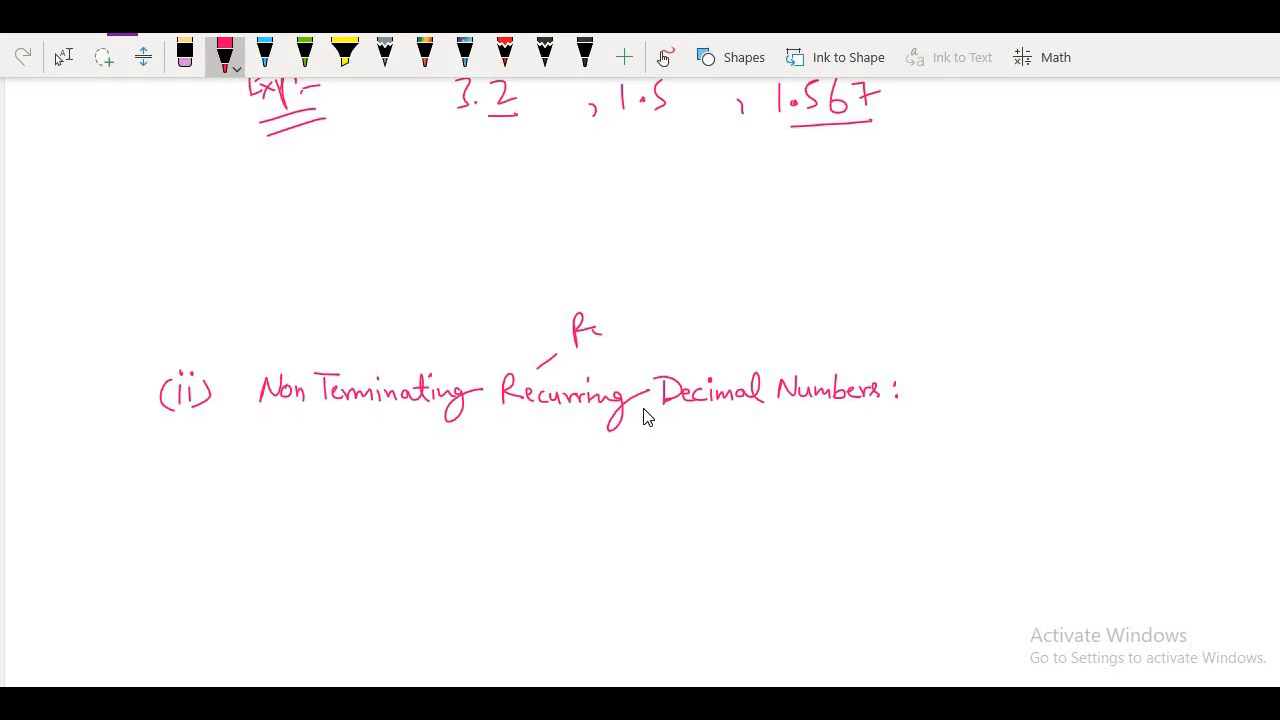 Shapes Ink to Shape Ink to Text Math
Exp:-
3.2 , 1.5 , 1.567
Re
(ii) Non Terminating Recurring Decimal Numbers:
Activate Windows
Go to Settings to activate Windows.